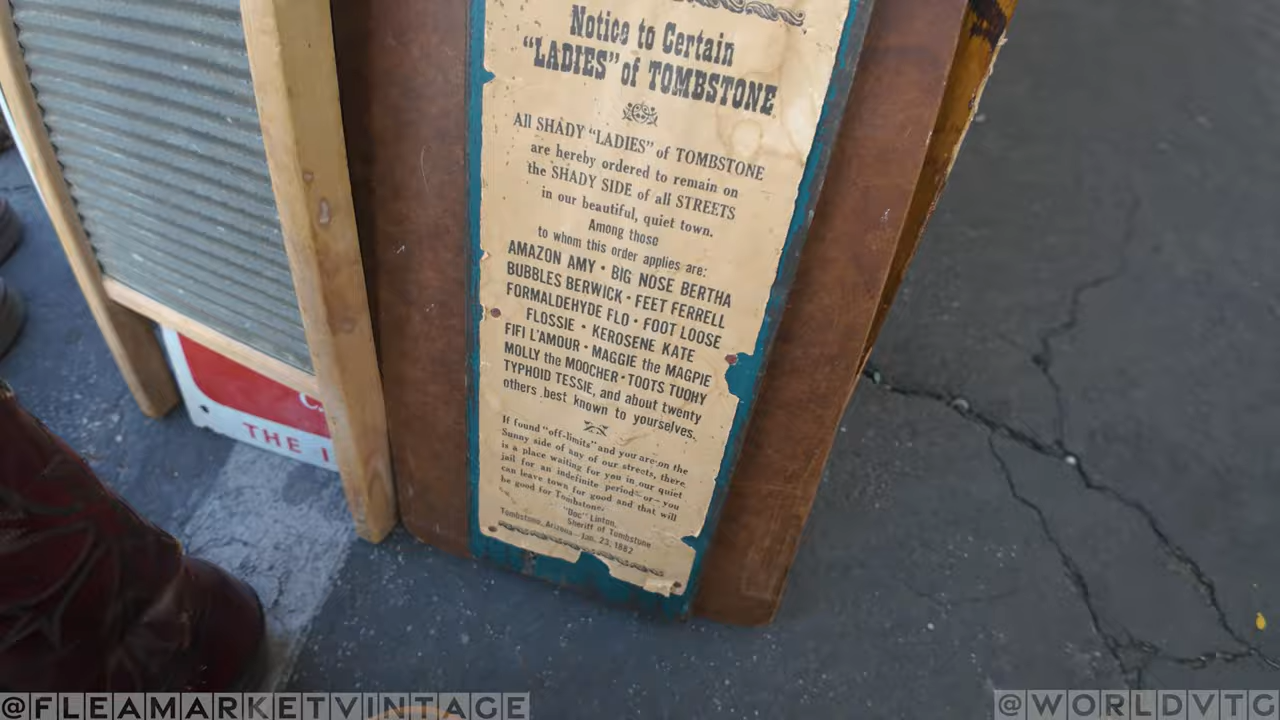 Notice to Certain
"LADIES" of TOMBSTONE
All SHADY "LADIES" of TOMBSTONE
are hereby ordered to remain on
the SHADY SIDE of all STREETS
in our beautiful, quiet town.
Among those
to whom this order applies are:
AMAZON AMY • BIG NOSE BERTHA
BUBBLES BERWICK • FEET FERRELL
FORMALDEHYDE FLO • FOOT LOOSE
FLOSSIE • KEROSENE KATE
FIFI L'AMOUR • MAGGIE the MAGPIE
MOLLY the MOOCHER • TOOTS TUOHY
TYPHOID TESSIE, and about twenty
others best known to yourselves.
If found "off-limits" and you are on the
Sunny side of any of our streets, there
is a place waiting for you in our quiet
jail for an indefinite period—or—you
can leave town for good and that will
be good for Tombstone.
"Doc" Linton,
Sheriff of Tombstone
Tombstone, Arizona—Jan. 23, 1882
THE
@FLEAMARKETVINTAGE
@WORLDVTG